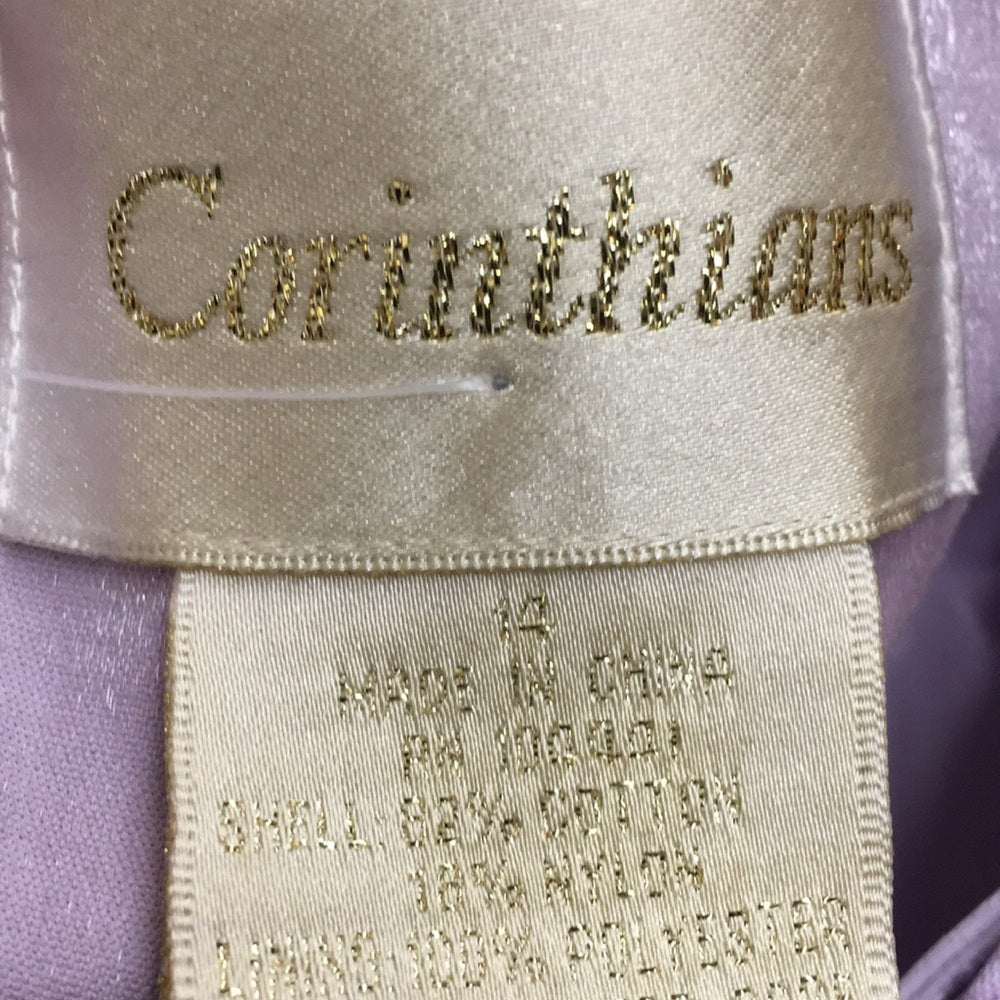 Corinthians
14
MADE IN CHINA
RN
SHELL: 82% COTTON
18% NYLON
LINING: 100% POLYESTER